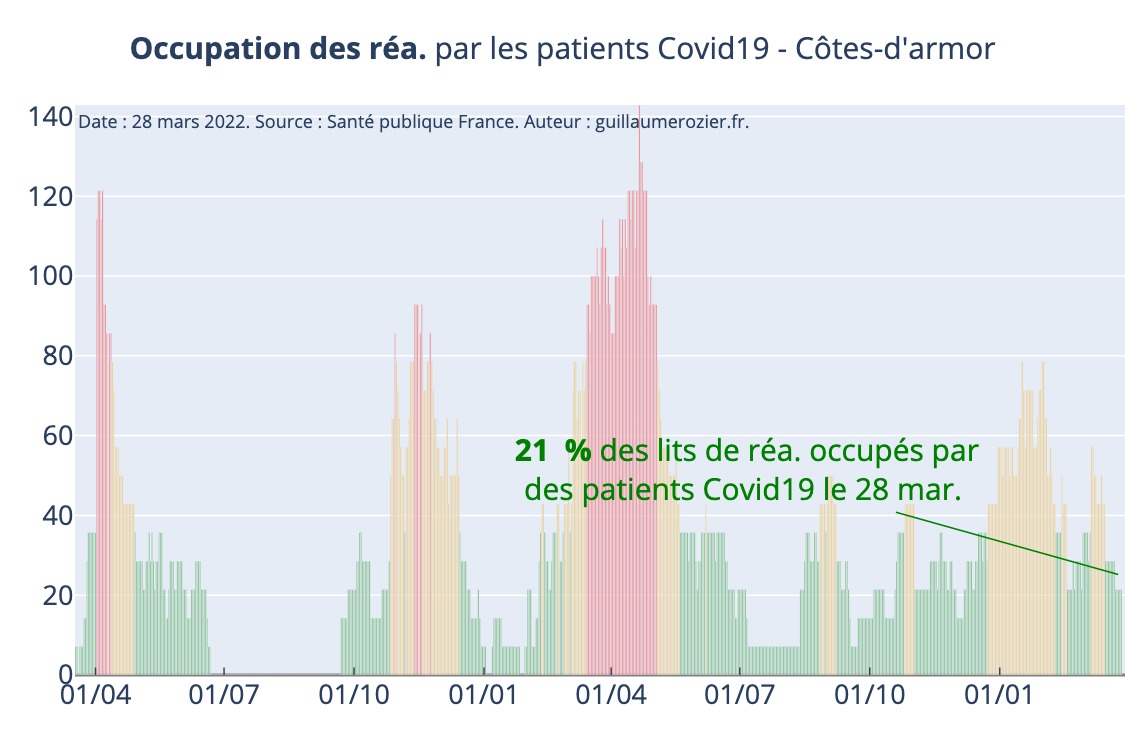 Occupation des réa. par les patients Covid19 - Côtes-d'armor
140
Date : 28 mars 2022. Source : Santé publique France. Auteur : guillaumerozier.fr.
120
100
80
60
21 % des lits de réa. occupés par
des patients Covid19 le 28 mar.
40
20
0
01/04 01/07 01/10 01/01 01/04 01/07 01/10 01/01